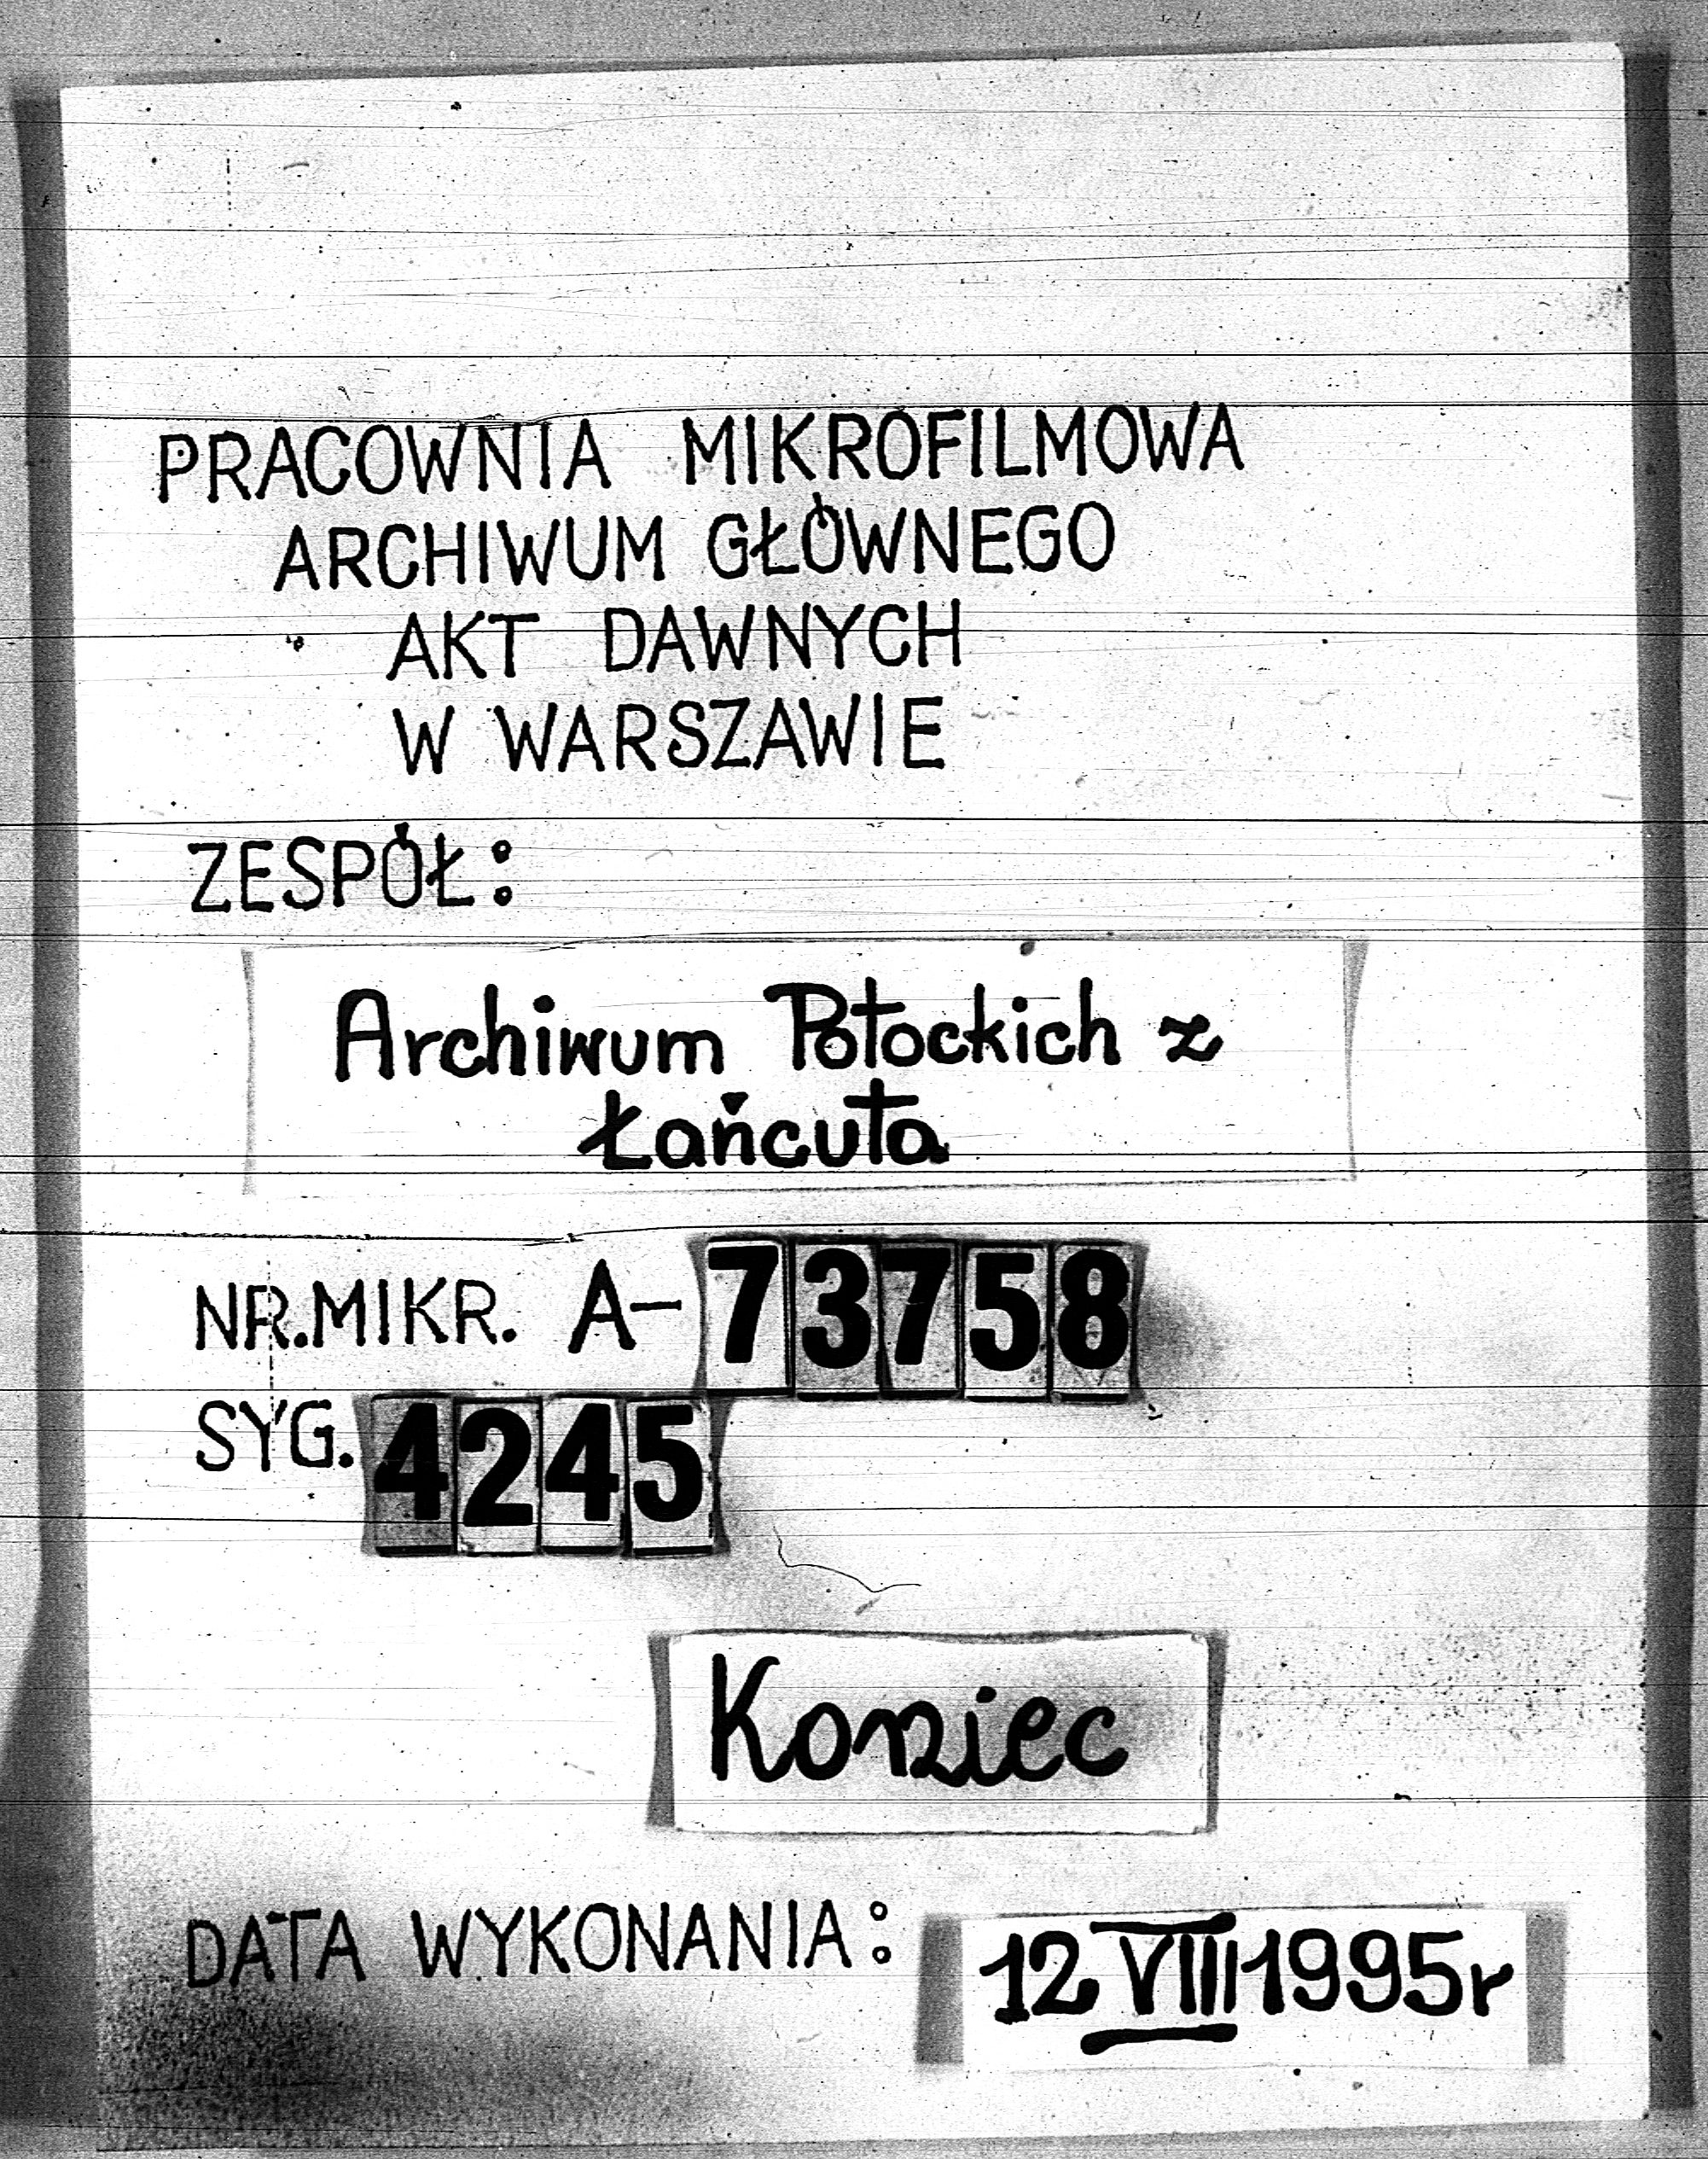 PRACOWNIA MIKROFILMOWA
ARCHIWUM GŁÓWNEGO
AKT DAWNYCH
W WARSZAWIE
ZESPÓŁ:
Archiwum Potockich z
Łańcuta
NR.MIKR. A-73758
SYG. 4245
Koniec
DATA WYKONANIA: 12 VIII 1995r